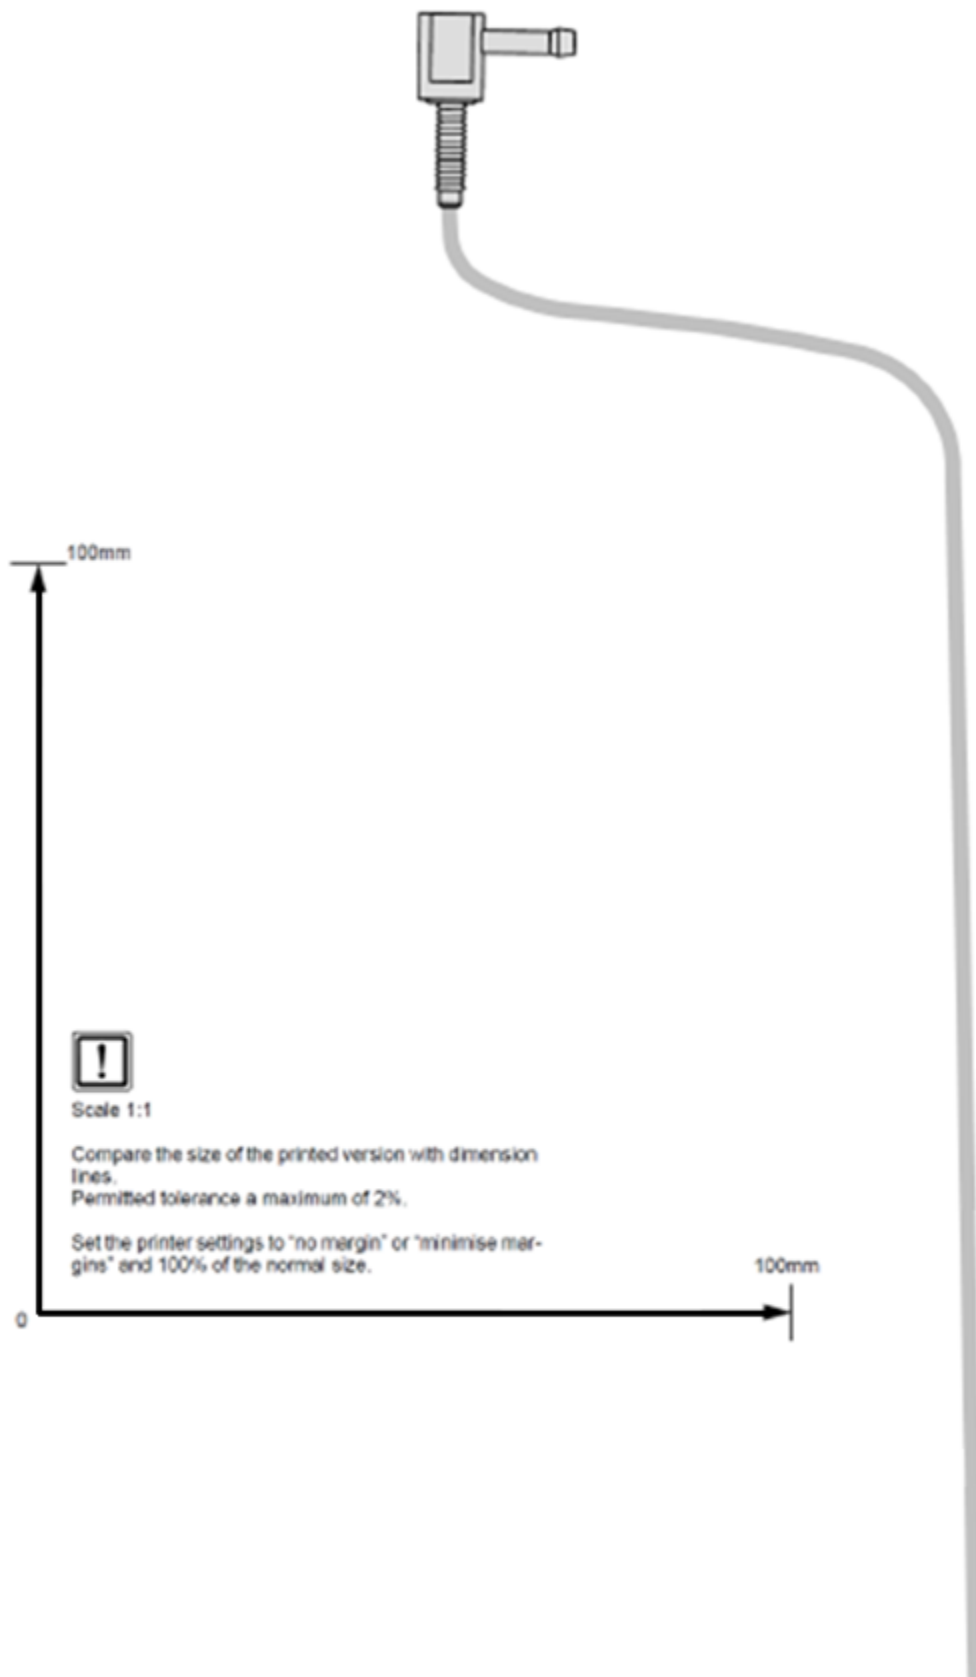 100mm
!
Scale 1:1
Compare the size of the printed version with dimension
lines.
Permitted tolerance a maximum of 2%.
Set the printer settings to "no margin" or "minimise mar-
gins" and 100% of the normal size.
100mm
0